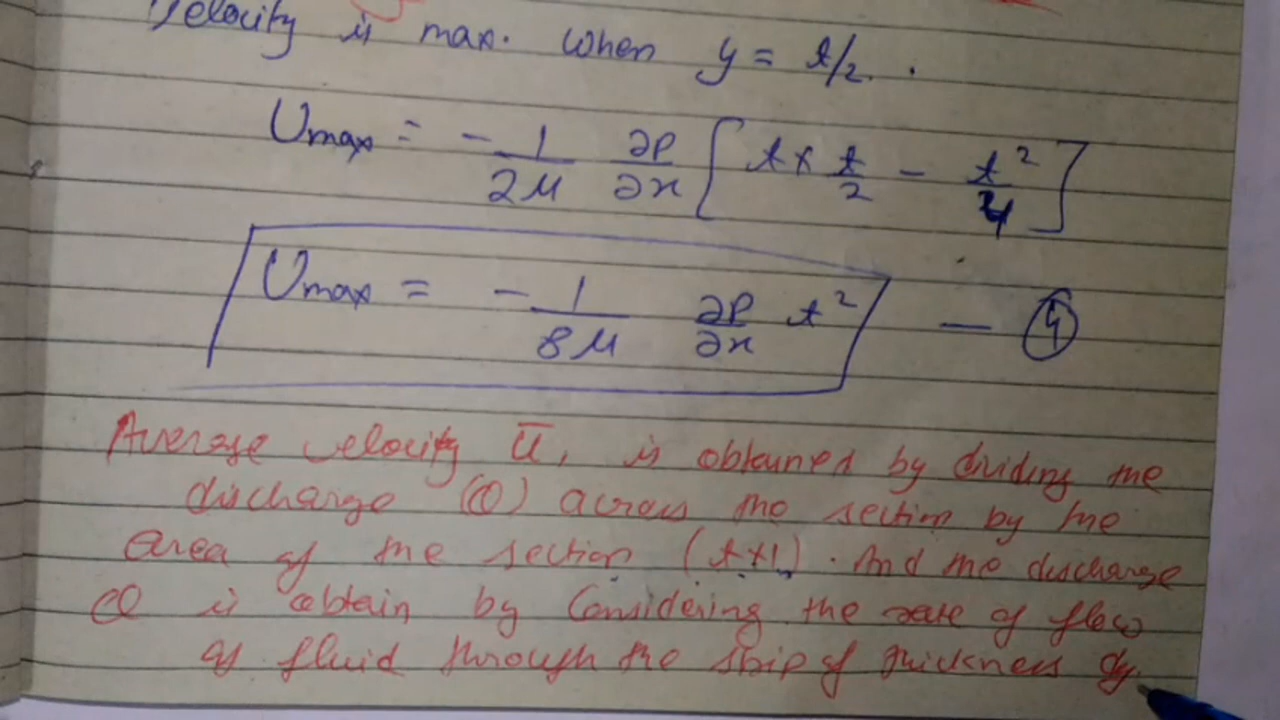 Velocity is max. When y = t/2.
Umax = - 1/2μ ∂P/∂x [t × t/2 - t²/4]
Umax = - 1/8μ ∂P/∂x t² — ④
Average velocity ū, is obtained by dividing the
discharge (Q) across the section by the
area of the section (t×1). And the discharge
Q is obtain by Considering the rate of flow
of fluid through the strip of thickness dy.